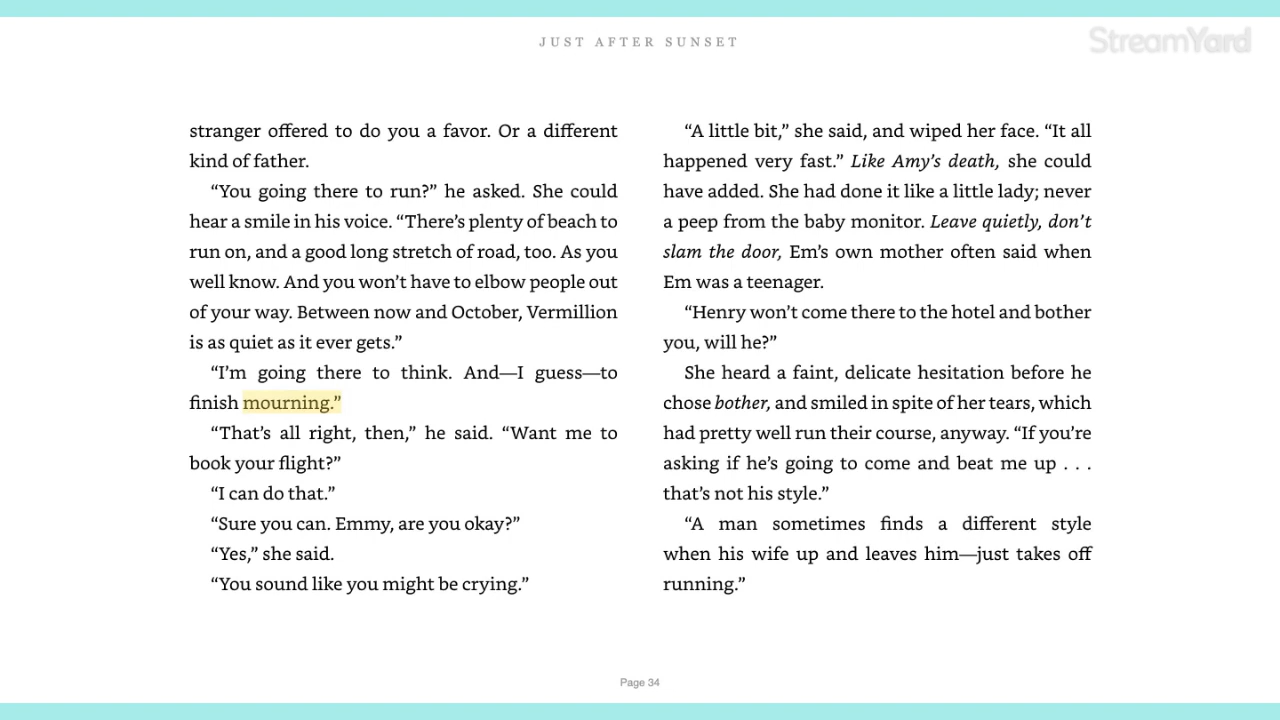 JUST AFTER SUNSET
StreamYard
stranger offered to do you a favor. Or a different
kind of father.
“You going there to run?” he asked. She could
hear a smile in his voice. “There’s plenty of beach to
run on, and a good long stretch of road, too. As you
well know. And you won’t have to elbow people out
of your way. Between now and October, Vermillion
is as quiet as it ever gets.”
“I’m going there to think. And—I guess—to
finish mourning.”
“That’s all right, then,” he said. “Want me to
book your flight?”
“I can do that.”
“Sure you can. Emmy, are you okay?”
“Yes,” she said.
“You sound like you might be crying.”
“A little bit,” she said, and wiped her face. “It all
happened very fast.” Like Amy’s death, she could
have added. She had done it like a little lady; never
a peep from the baby monitor. Leave quietly, don’t
slam the door, Em’s own mother often said when
Em was a teenager.
“Henry won’t come there to the hotel and bother
you, will he?”
She heard a faint, delicate hesitation before he
chose bother, and smiled in spite of her tears, which
had pretty well run their course, anyway. “If you’re
asking if he’s going to come and beat me up . . .
that’s not his style.”
“A man sometimes finds a different style
when his wife up and leaves him—just takes off
running.”
Page 34